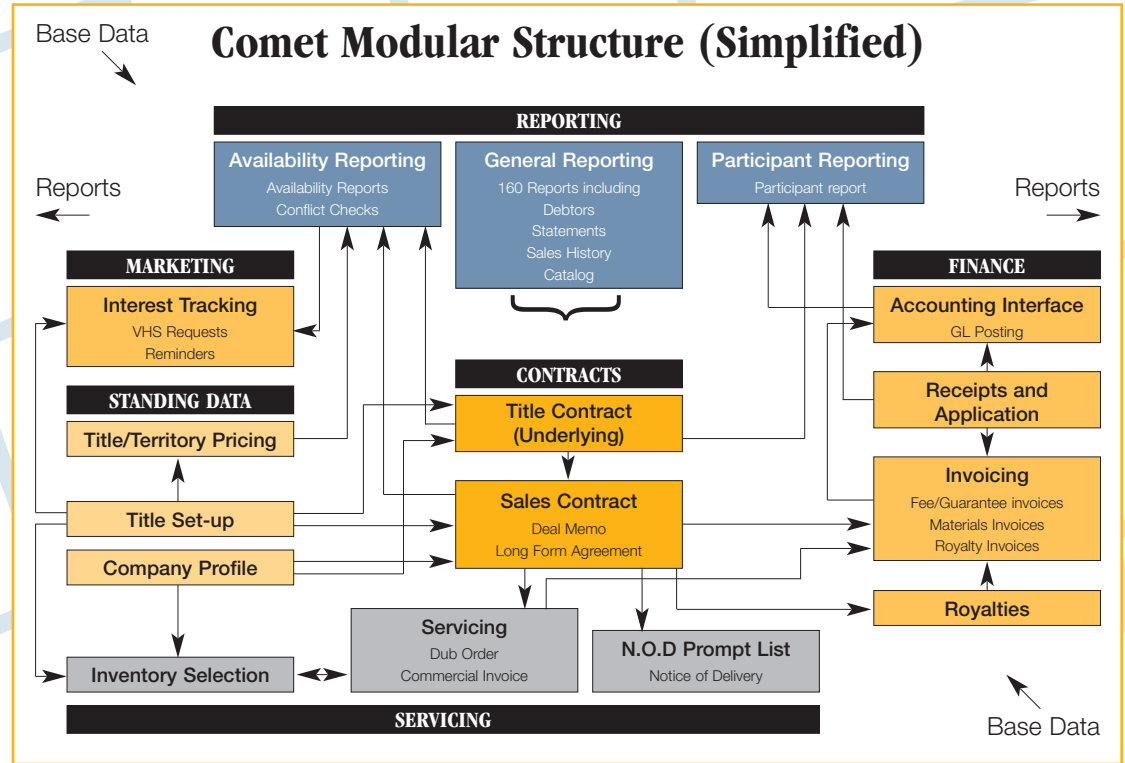 Base Data
Comet Modular Structure (Simplified)
REPORTING
Availability Reporting
Availability Reports
Conflict Checks
General Reporting
160 Reports including
Debtors
Statements
Sales History
Catalog
Participant Reporting
Participant report
Reports
Reports
MARKETING
Interest Tracking
VHS Requests
Reminders
FINANCE
Accounting Interface
GL Posting
CONTRACTS
Title Contract
(Underlying)
Receipts and
Application
STANDING DATA
Title/Territory Pricing
Title Set-up
Company Profile
Sales Contract
Deal Memo
Long Form Agreement
Invoicing
Fee/Guarantee invoices
Materials Invoices
Royalty Invoices
Royalties
Inventory Selection
Servicing
Dub Order
Commercial Invoice
N.O.D Prompt List
Notice of Delivery
SERVICING
Base Data